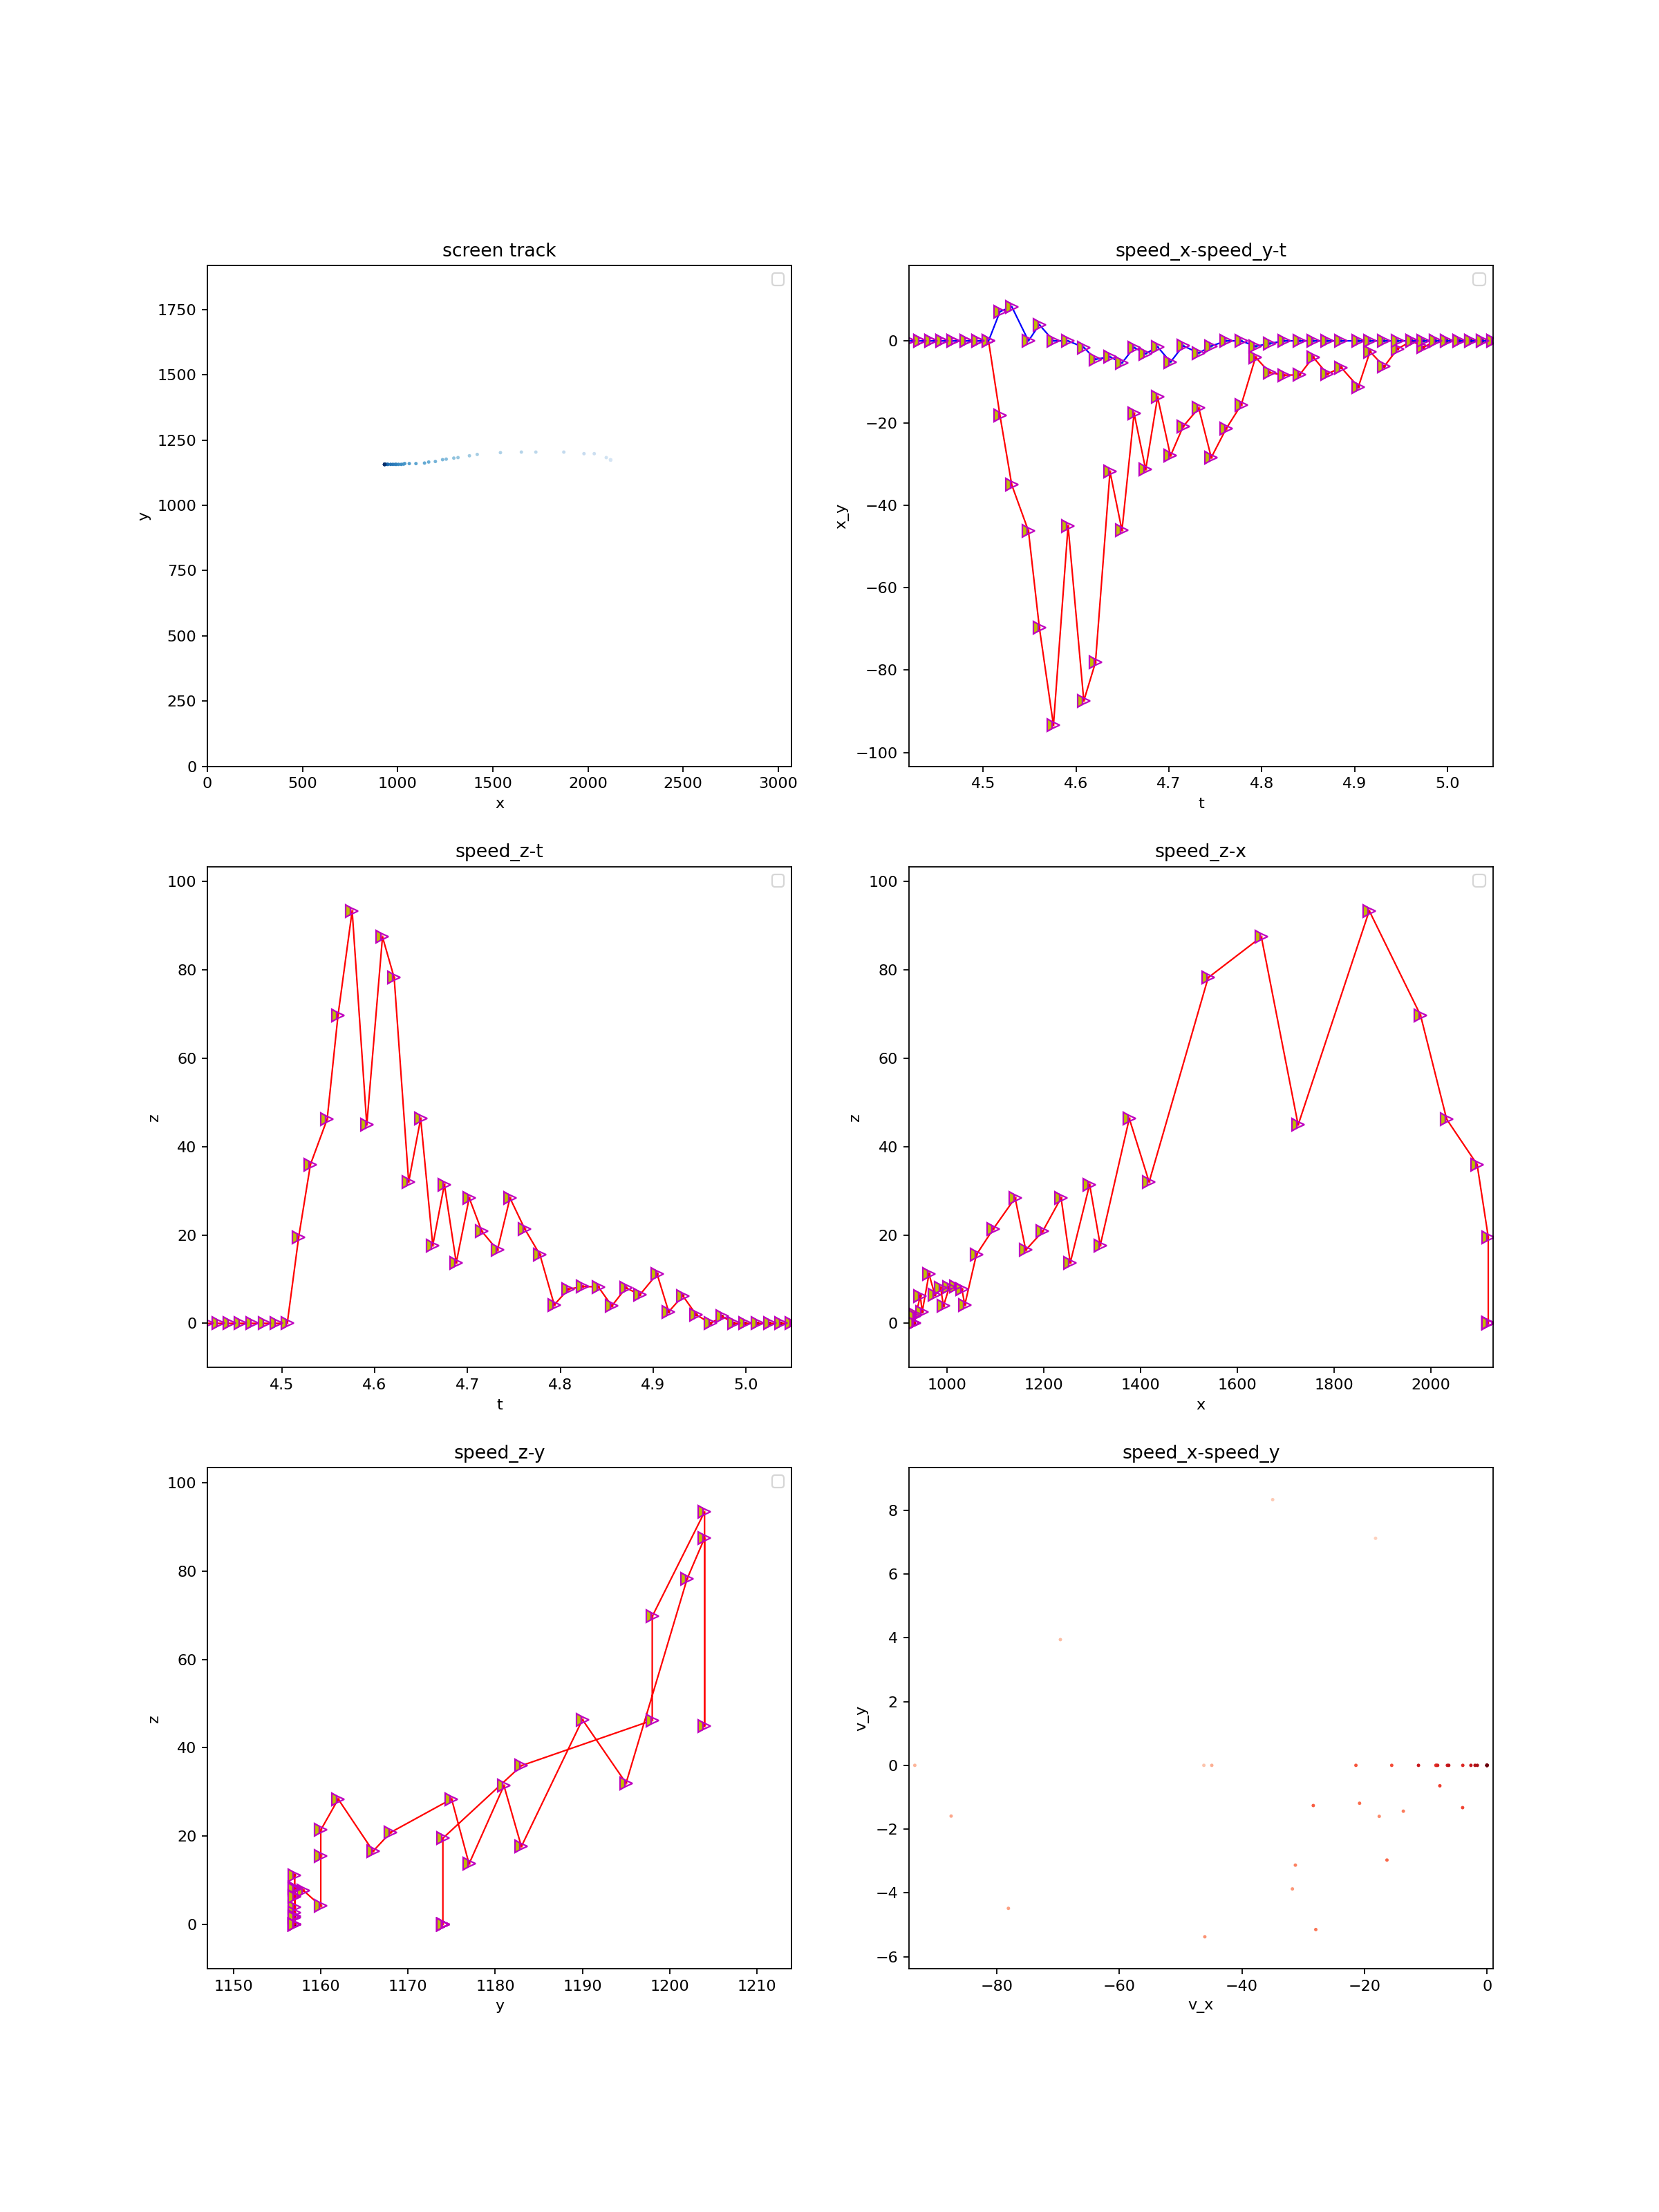 screen track
1750
1500
1250
1000
750
500
250
0
0 500 1000 1500 2000 2500 3000
y
x
speed_x-speed_y-t
0
−20
−40
−60
−80
−100
4.5 4.6 4.7 4.8 4.9 5.0
x_y
t
speed_z-t
100
80
60
40
20
0
4.5 4.6 4.7 4.8 4.9 5.0
z
t
speed_z-x
100
80
60
40
20
0
1000 1200 1400 1600 1800 2000
z
x
speed_z-y
100
80
60
40
20
0
1150 1160 1170 1180 1190 1200 1210
z
y
speed_x-speed_y
8
6
4
2
0
−2
−4
−6
−80 −60 −40 −20 0
v_y
v_x